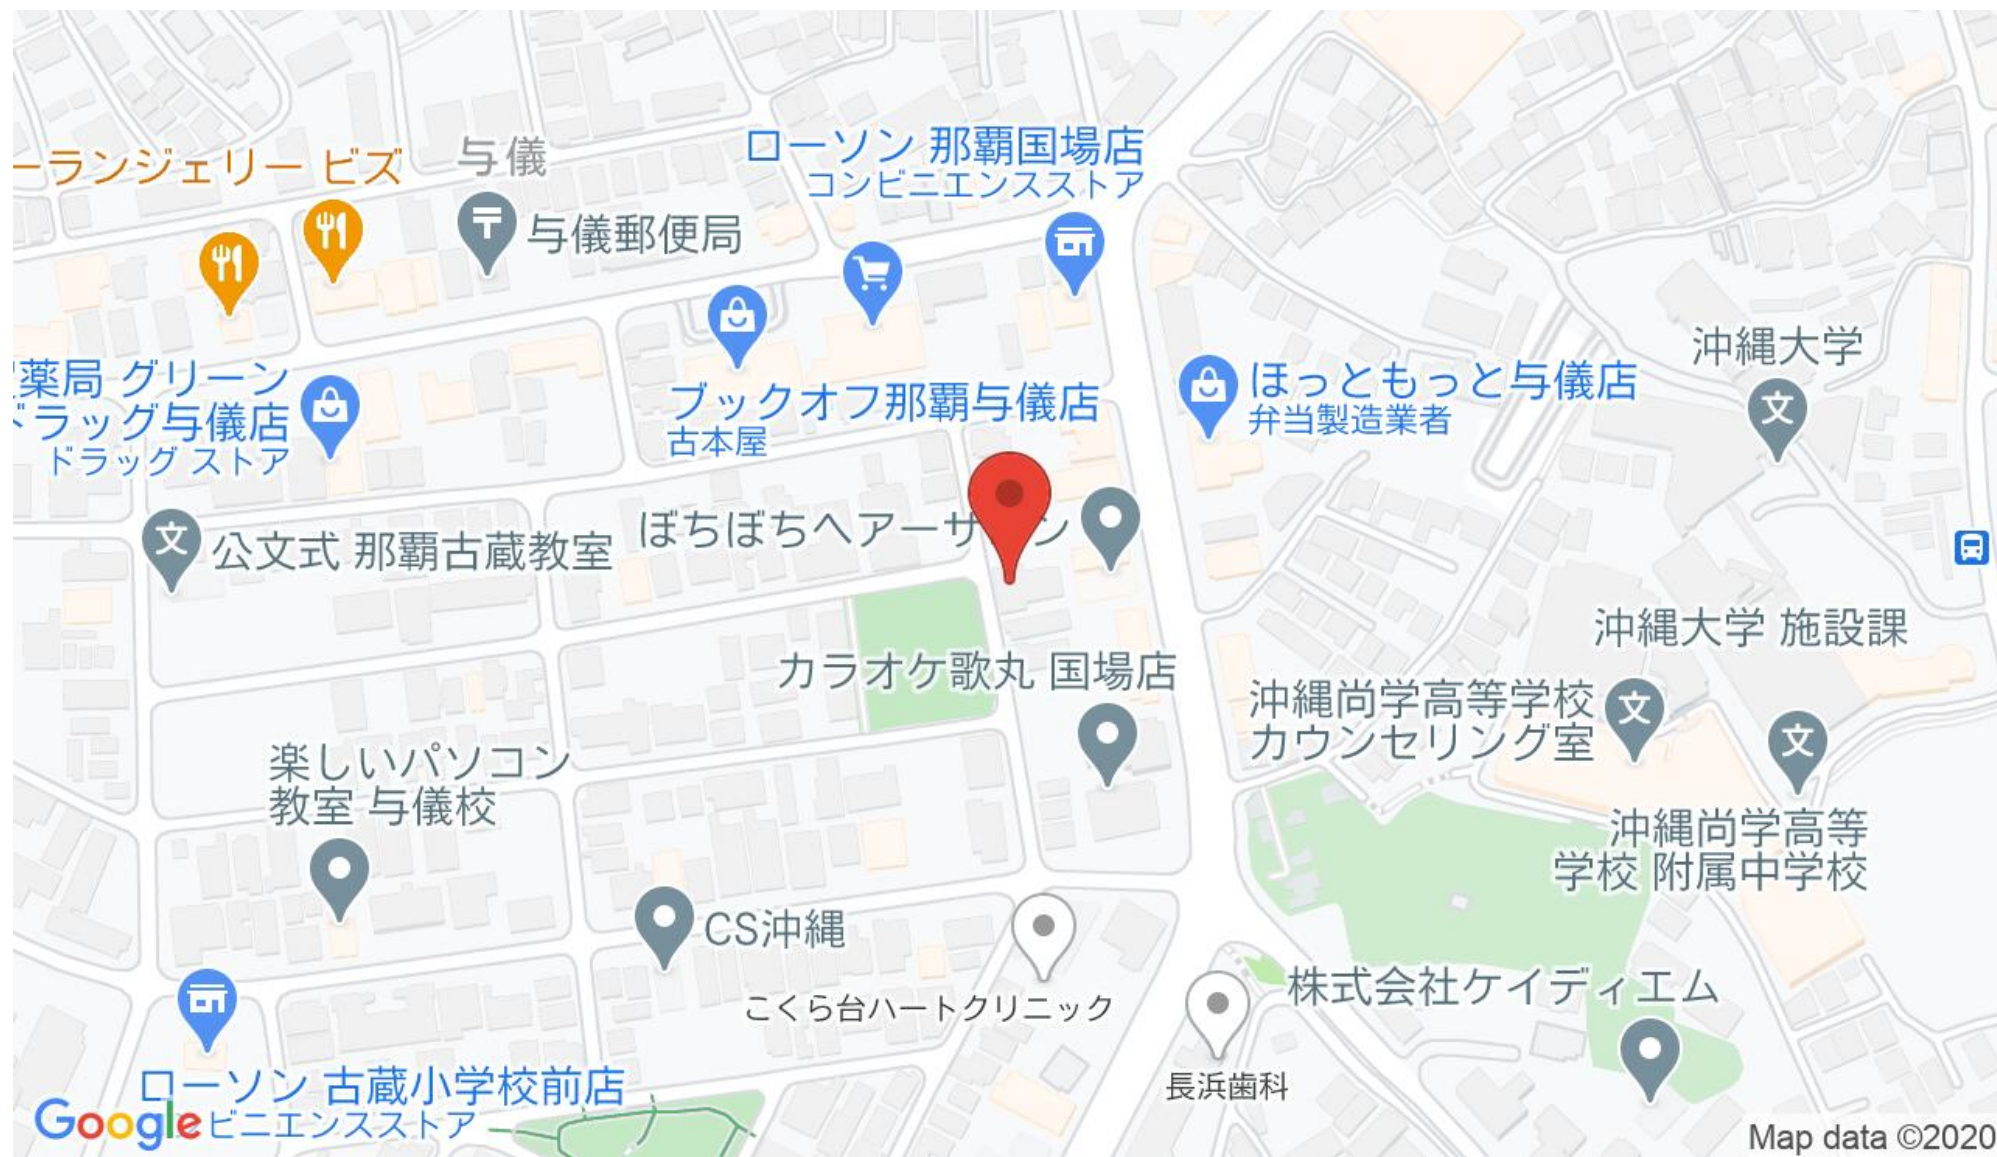 ーランジェリー ビズ
与儀
与儀郵便局
ローソン 那覇国場店
コンビニエンスストア
薬局 グリーン
ドラッグ与儀店
ドラッグ ストア
ブックオフ那覇与儀店
古本屋
ほっともっと与儀店
弁当製造業者
沖縄大学
公文式 那覇古蔵教室
ぼちぼちヘアーサ
ン
沖縄大学 施設課
カラオケ歌丸 国場店
沖縄尚学高等学校
カウンセリング室
楽しいパソコン
教室 与儀校
沖縄尚学高等
学校 附属中学校
CS沖縄
こくら台ハートクリニック
株式会社ケイディエム
長浜歯科
ローソン 古蔵小学校前店
ビニエンスストア
Google
Map data ©2020